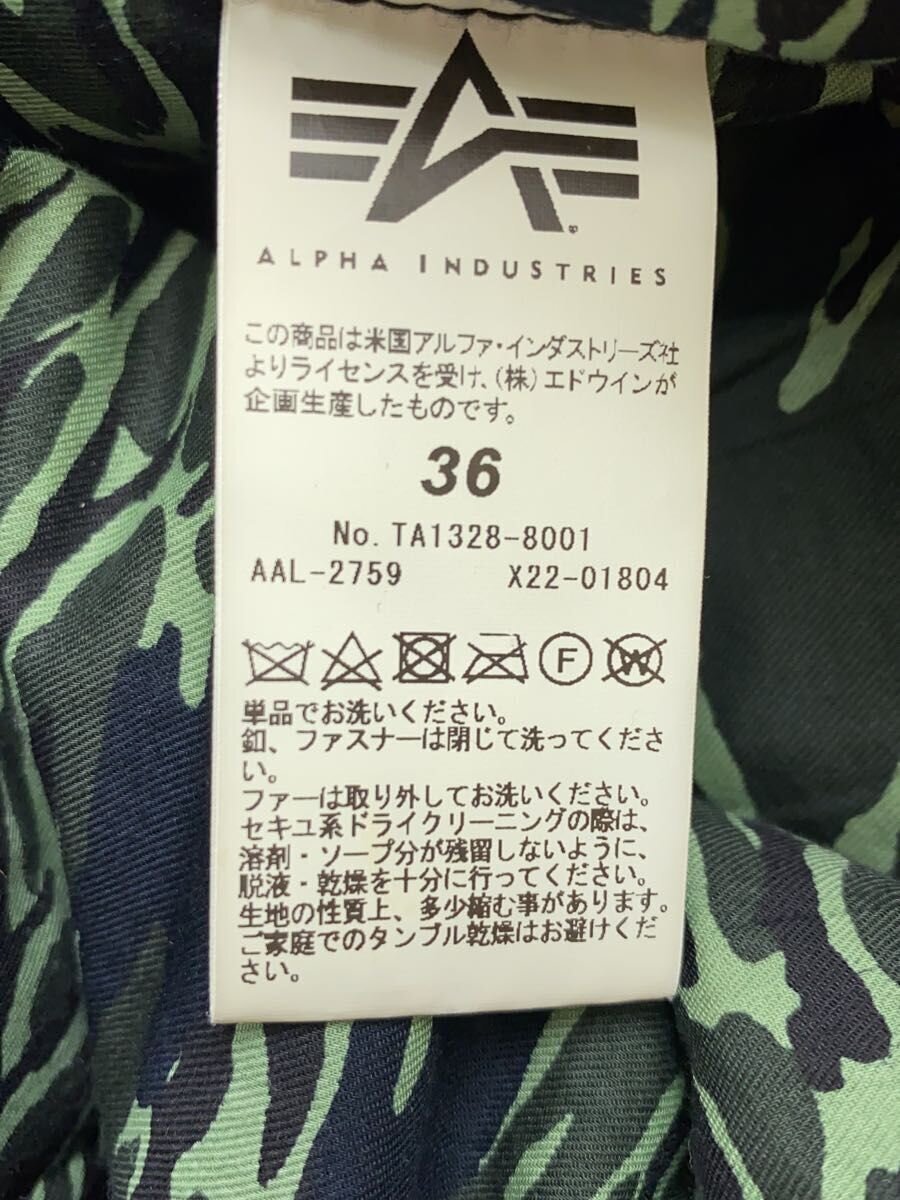 ALPHA INDUSTRIES
この商品は米国アルファ・インダストリーズ社
よりライセンスを受け、(株)エドウインが
企画生産したものです。
36
No. TA1328-8001
AAL-2759 X22-01804
F W
単品でお洗いください。
釦、ファスナーは閉じて洗ってくださ
い。
ファーは取り外してお洗いください。
セキユ系ドライクリーニングの際は、
溶剤・ソープ分が残留しないように、
脱液・乾燥を十分に行ってください。
生地の性質上、多少縮む事があります。
ご家庭でのタンブル乾燥はお避けくだ
さい。